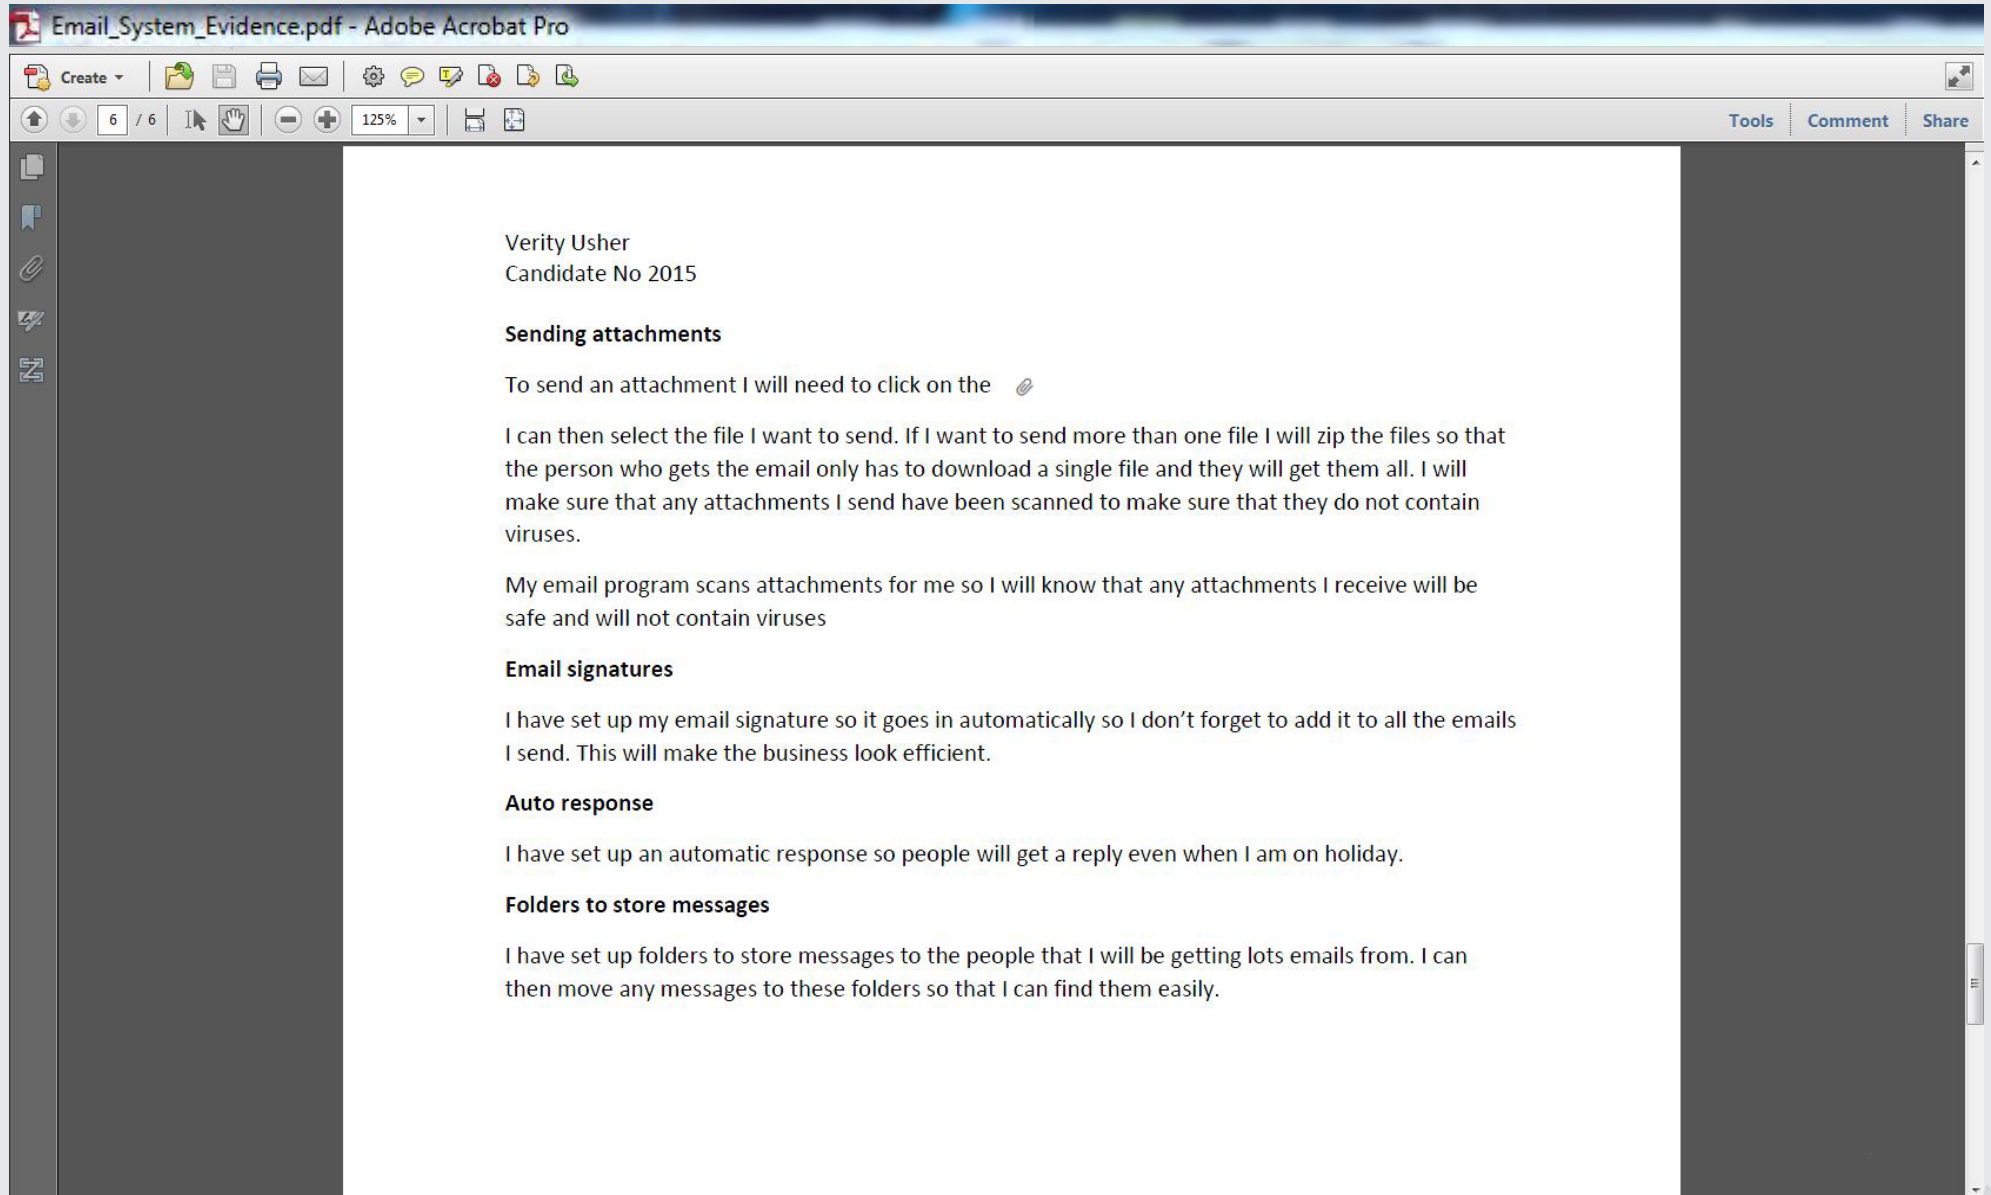 Email_System_Evidence.pdf - Adobe Acrobat Pro
Create
6 / 6
125%
Tools
Comment
Share
Verity Usher
Candidate No 2015
Sending attachments
To send an attachment I will need to click on the
I can then select the file I want to send. If I want to send more than one file I will zip the files so that
the person who gets the email only has to download a single file and they will get them all. I will
make sure that any attachments I send have been scanned to make sure that they do not contain
viruses.
My email program scans attachments for me so I will know that any attachments I receive will be
safe and will not contain viruses
Email signatures
I have set up my email signature so it goes in automatically so I don’t forget to add it to all the emails
I send. This will make the business look efficient.
Auto response
I have set up an automatic response so people will get a reply even when I am on holiday.
Folders to store messages
I have set up folders to store messages to the people that I will be getting lots emails from. I can
then move any messages to these folders so that I can find them easily.